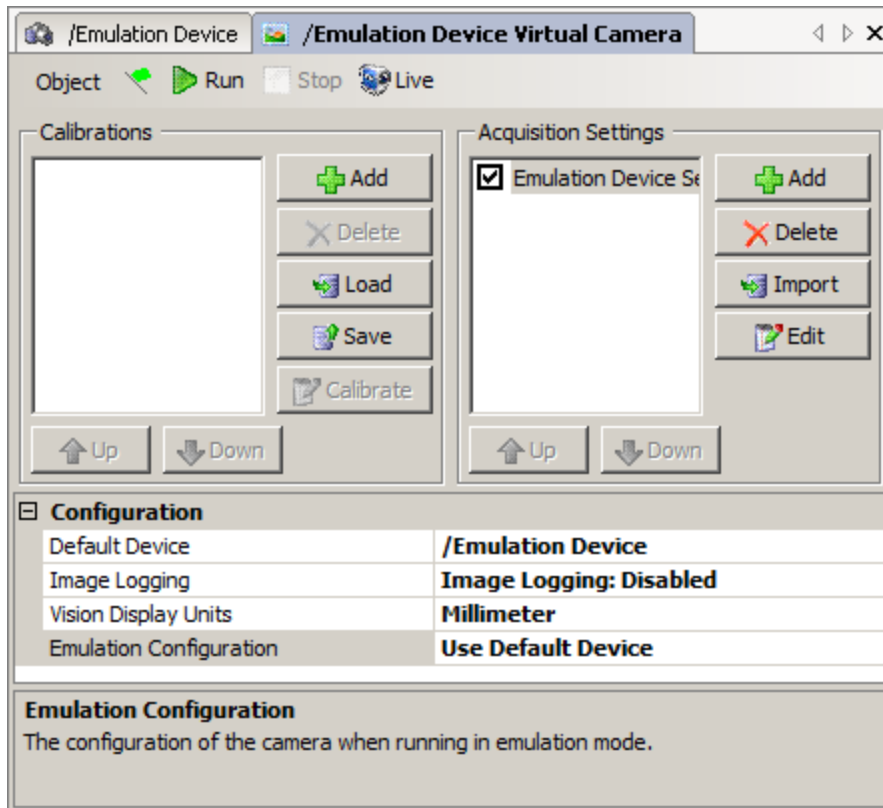 /Emulation Device /Emulation Device Virtual Camera
Object Run Stop Live
Calibrations
Add
Delete
Load
Save
Calibrate
Up Down
Acquisition Settings
Emulation Device Se
Add
Delete
Import
Edit
Up Down
Configuration
Default Device /Emulation Device
Image Logging Image Logging: Disabled
Vision Display Units Millimeter
Emulation Configuration Use Default Device
Emulation Configuration
The configuration of the camera when running in emulation mode.